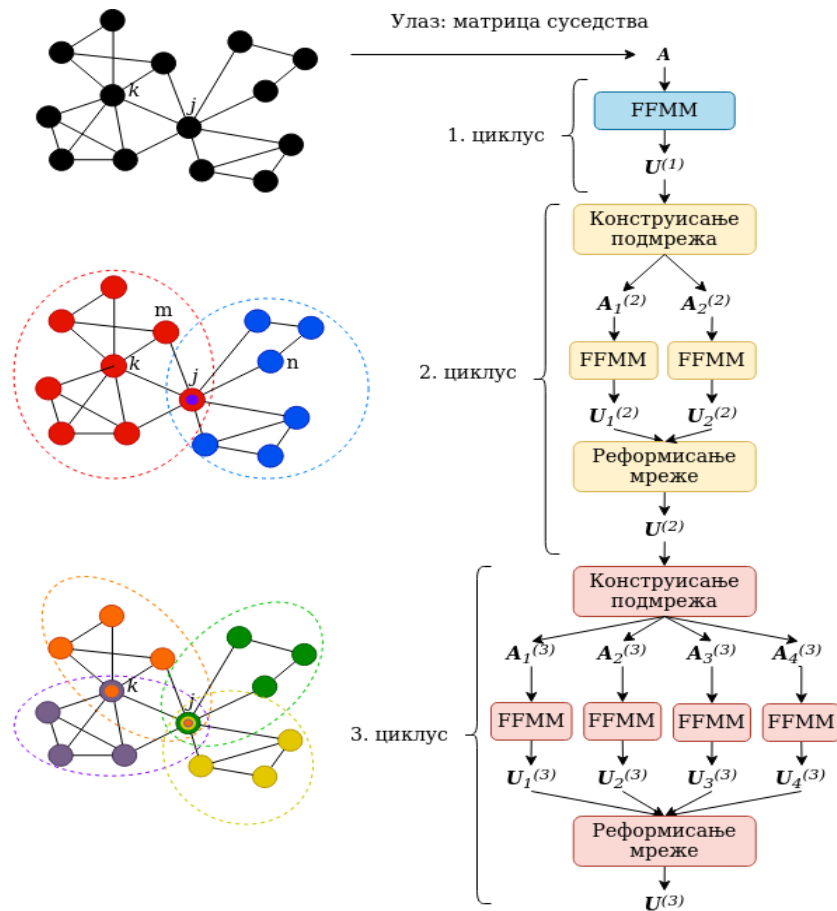 Улаз: матрица суседства
A
k
j
1. циклус
FFMM
U(1)
Конструисање
подмрежа
A1(2) A2(2)
m
k
j
n
2. циклус
FFMM FFMM
U1(2) U2(2)
Реформисање
мреже
U(2)
Конструисање
подмрежа
A1(3) A2(3) A3(3) A4(3)
k
j
3. циклус
FFMM FFMM FFMM FFMM
U1(3) U2(3) U3(3) U4(3)
Реформисање
мреже
U(3)